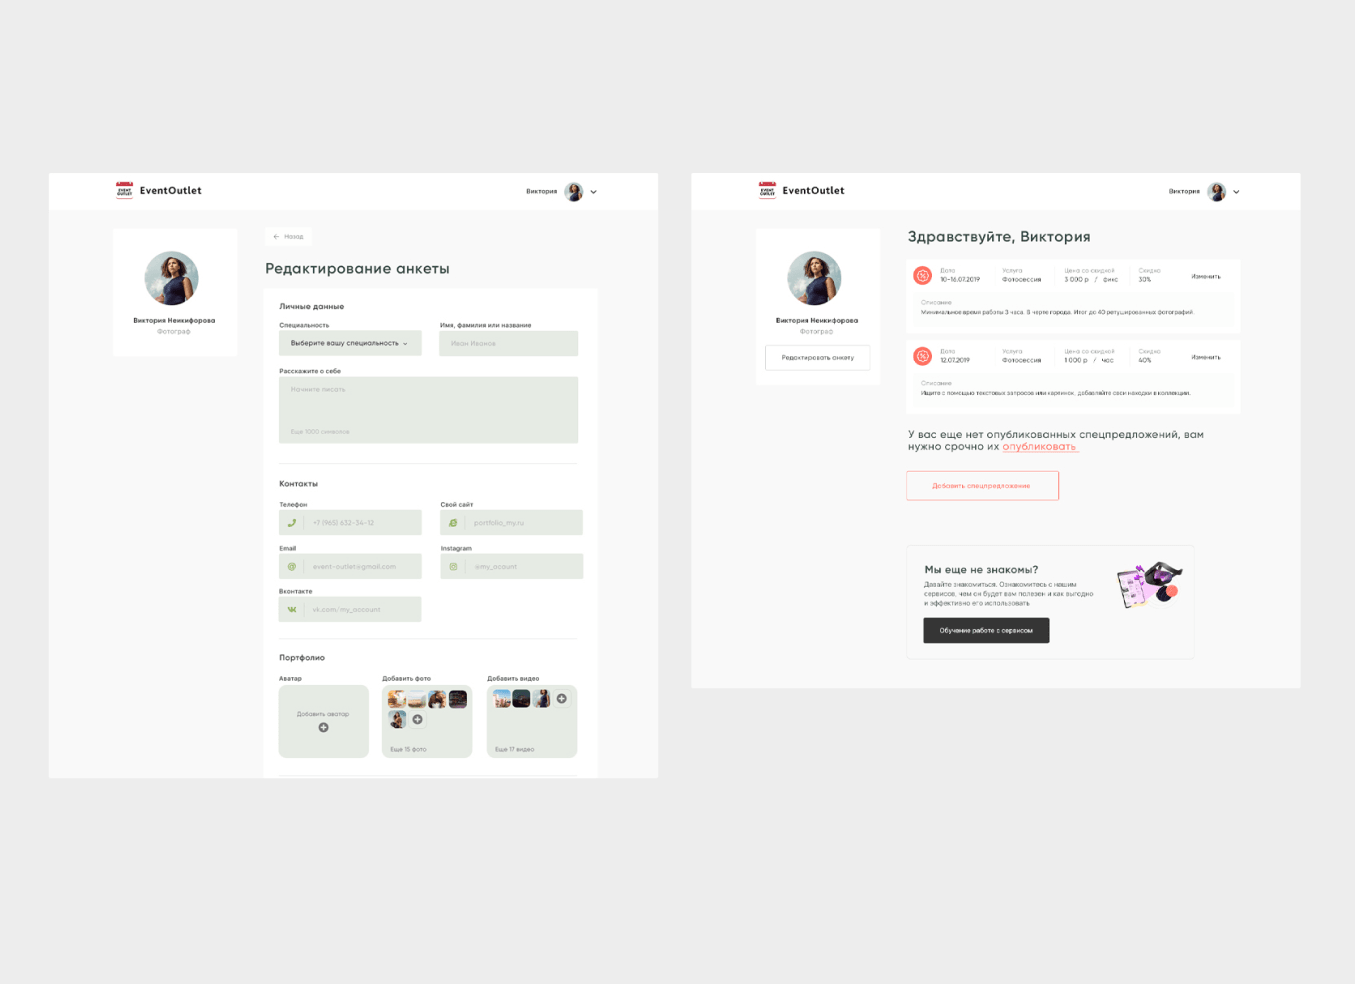 EVENT
OUTLET
EventOutlet
Виктория
Виктория Неикифорова
Фотограф
Назад
Редактирование анкеты
Личные данные
Специальность
Имя, фамилия или название
Выберите вашу специальность
Иван Иванов
Расскажите о себе
Начните писать
Еще 1000 символов
Контакты
Телефон
Свой сайт
+7 (965) 632-34-12
portfolio_my.ru
Email
Instagram
event-outlet@gmail.com
@my_acount
Вконтакте
vk.com/my_account
Портфолио
Аватар
Добавить фото
Добавить видео
Добавить аватар
Еще 15 фото
Еще 17 видео
EVENT
OUTLET
EventOutlet
Виктория
Виктория Неикифорова
Фотограф
Редактировать анкету
Здравствуйте, Виктория
Дата
Услуга
Цена со скидкой
Скидка
10-16.07.2019
Фотосессия
3 000 р / фикс
30%
Изменить
Описание
Минимальное время работы 3 часа. В черте города. Итог до 40 ретушированных фотографий.
Дата
Услуга
Цена со скидкой
Скидка
12.07.2019
Фотосессия
1 000 р / час
40%
Изменить
Описание
Ищите с помощью текстовых запросов или картинок, добавляйте свои находки в коллекции.
У вас еще нет опубликованных спецпредложений, вам
нужно срочно их опубликовать
Добавить спецпредложение
Мы еще не знакомы?
Давайте знакомиться. Ознакомитесь с нашим
сервисов, чем он будет вам полезен и как выгодно
и эффективно его использовать
Обучение работе с сервисом